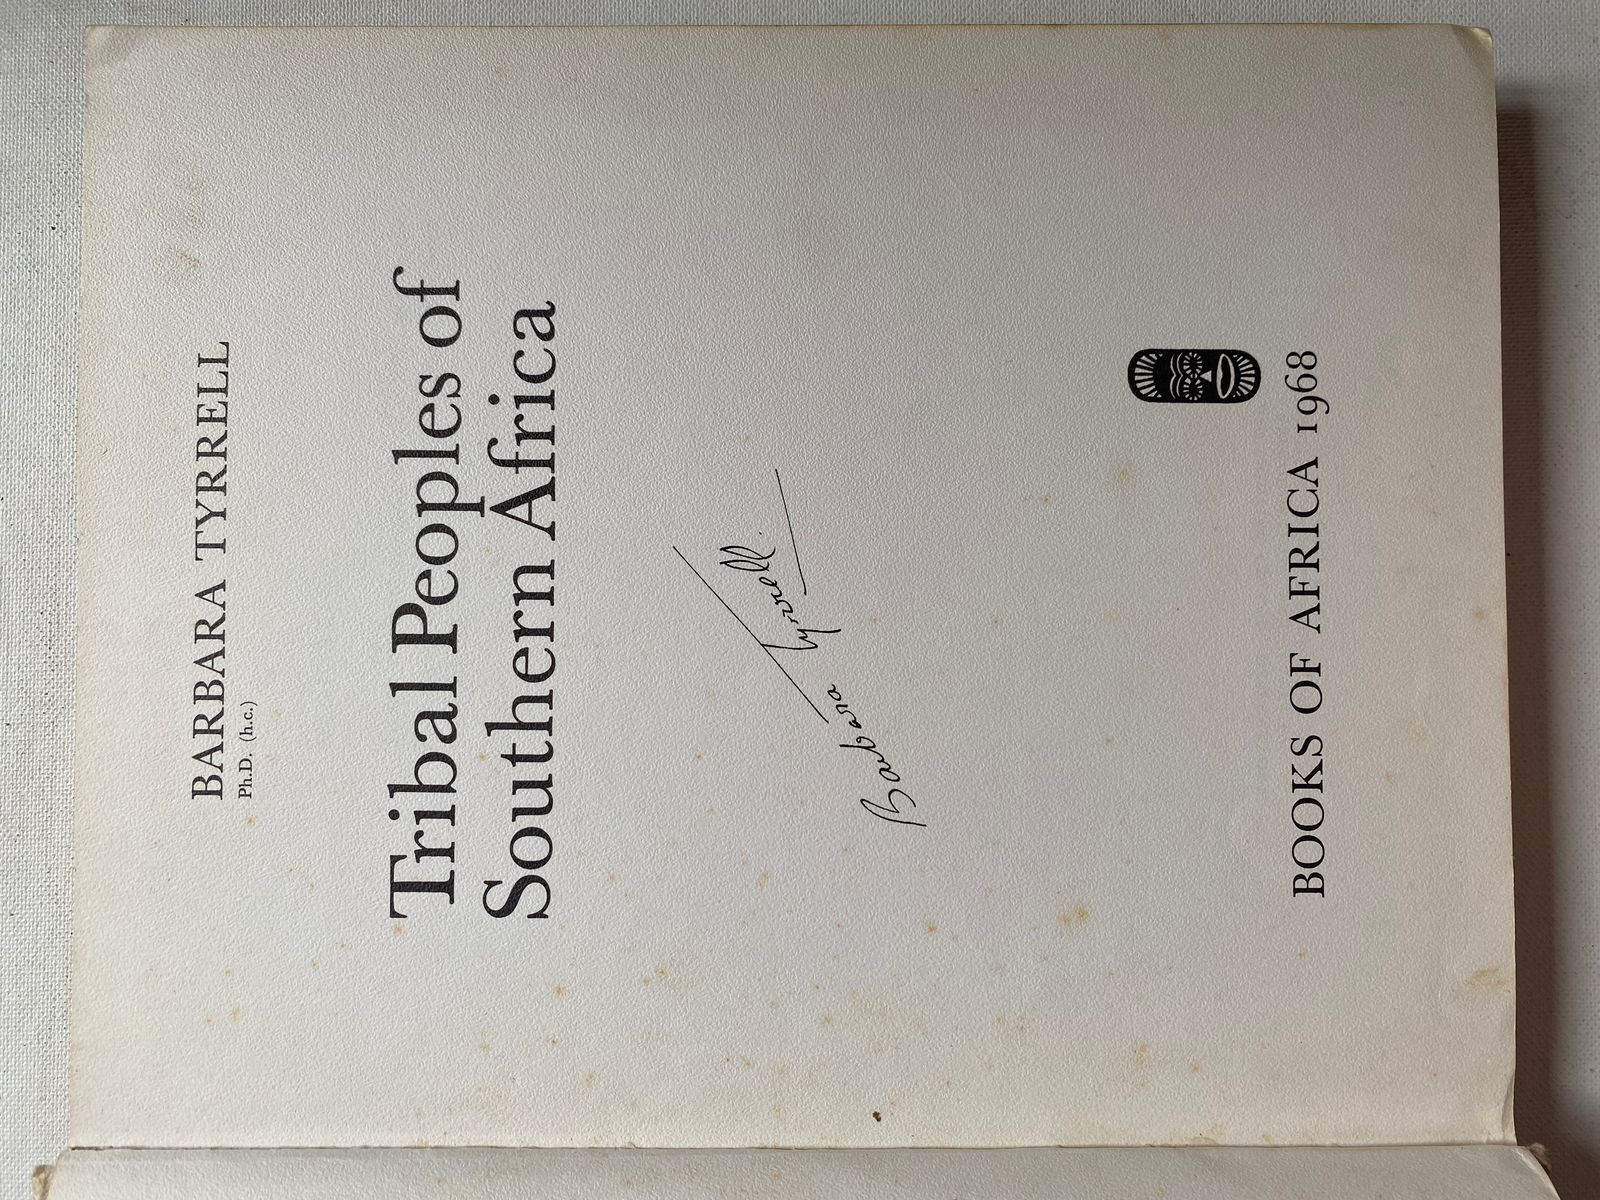 BARBARA TYRRELL
Ph.D. (h.c.)
Tribal Peoples of
Southern Africa
Barbara Tyrrell.
BOOKS OF AFRICA 1968